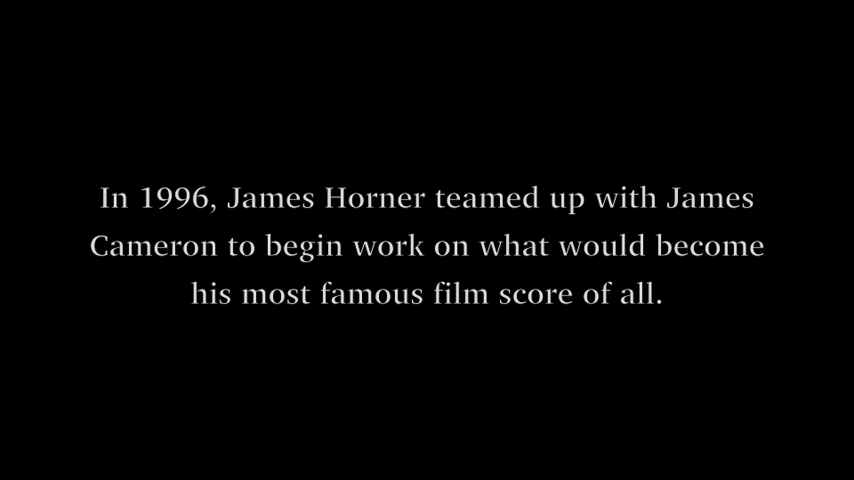 In 1996, James Horner teamed up with James
Cameron to begin work on what would become
his most famous film score of all.